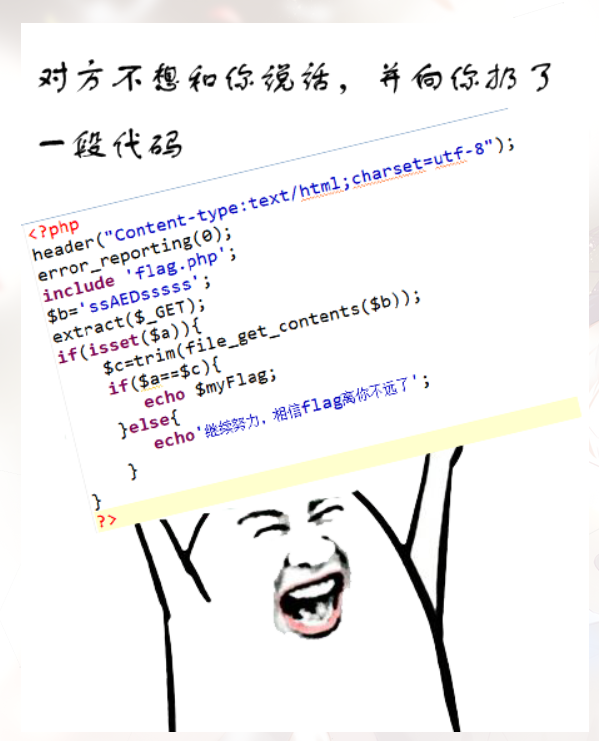 对方不想和你说话，并向你扔了
一段代码
<?php
header("Content-type:text/html;charset=utf-8");
error_reporting(0);
include 'flag.php';
$b='ssAEDsssss';
extract($_GET);
if(isset($a)){
$c=trim(file_get_contents($b));
if($a==$c){
echo $myFlag;
}else{
echo'继续努力，相信flag离你不远了';
}
}
?>